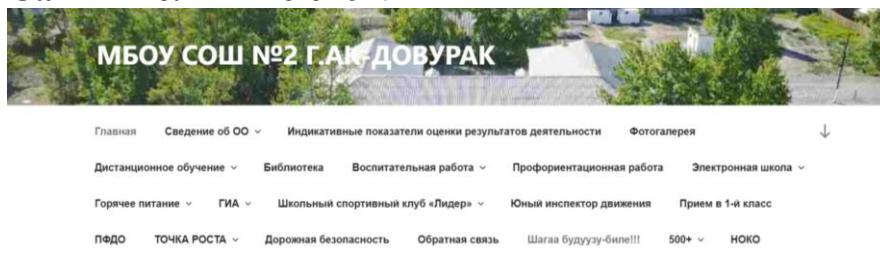 МБОУ СОШ №2 Г.АК-ДОВУРАК
Главная Сведение об ОО Индикативные показатели оценки результатов деятельности Фотогалерея
Дистанционное обучение Библиотека Воспитательная работа Профориентационная работа Электронная школа
Горячее питание ГИА Школьный спортивный клуб «Лидер» Юный инспектор движения Прием в 1-й класс
ПФДО ТОЧКА РОСТА Дорожная безопасность Обратная связь Шагаа будуузу-биле!!! 500+ НОКО